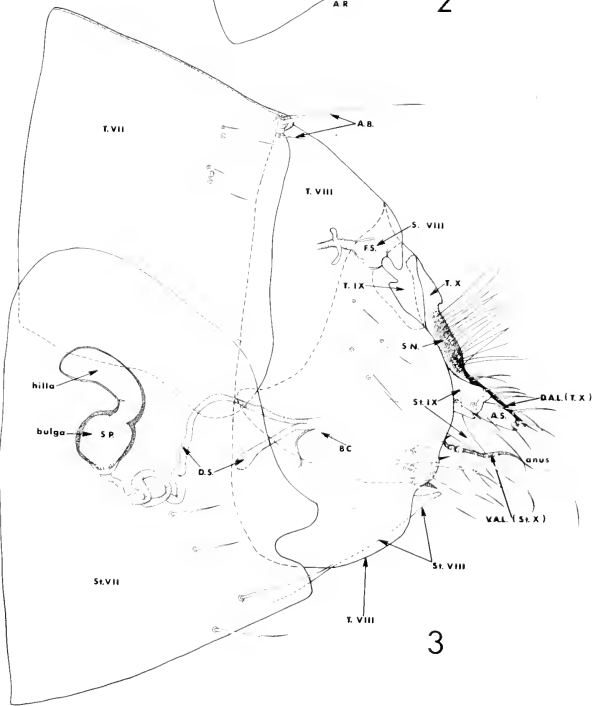 A R
2
T. VII
A.B.
T. VIII
S. VIII
F.S.
T. IX
T. X
S N.
hilla
St. IX
D.A.L. (T. X)
A.S.
bulga
S P.
B C
anus
D.S.
V.A.L. (St. X)
St. VIII
St. VII
T. VIII
3